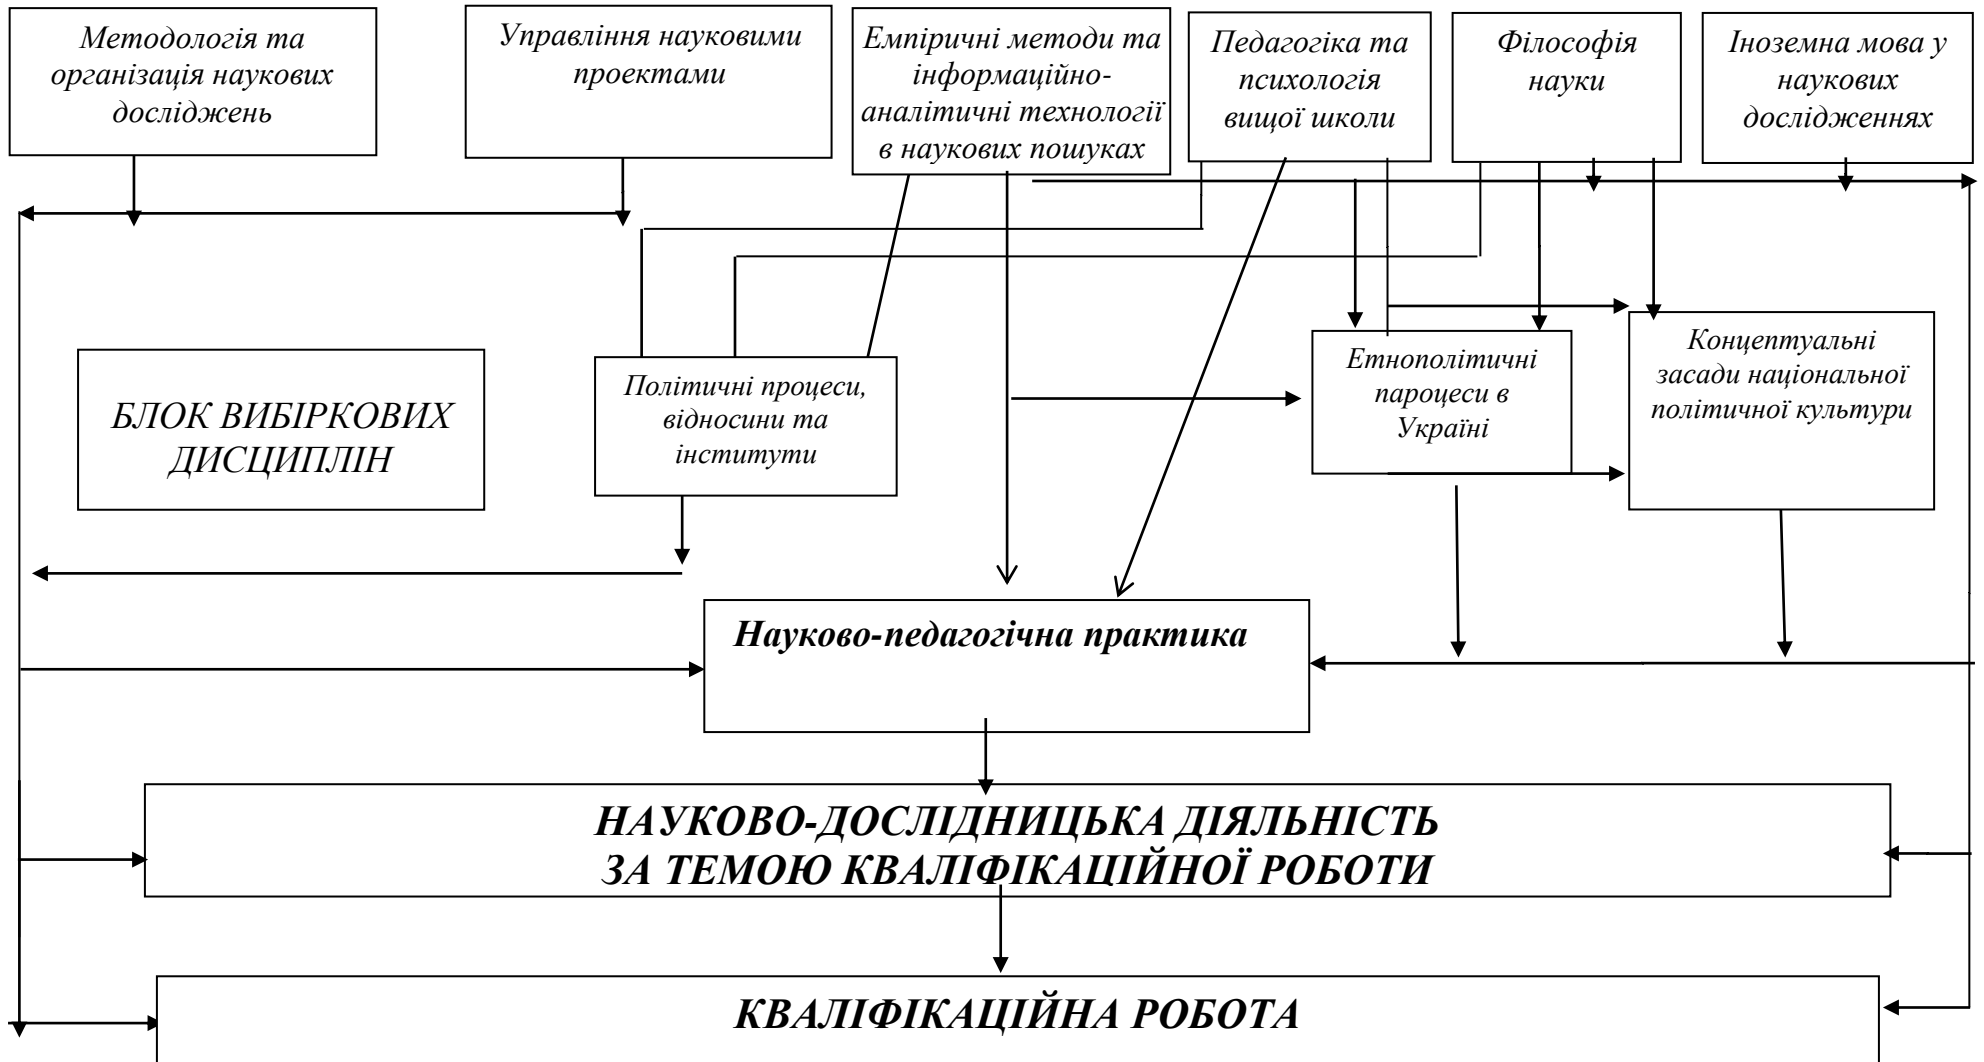 Методологія та
організація наукових
досліджень
Управління науковими
проектами
Емпіричні методи та
інформаційно-
аналітичні технології
в наукових пошуках
Педагогіка та
психологія
вищої школи
Філософія
науки
Іноземна мова у
наукових
дослідженнях
БЛОК ВИБІРКОВИХ
ДИСЦИПЛІН
Політичні процеси,
відносини та
інститути
Етнополітичні
пароцеси в
Україні
Концептуальні
засади національної
політичної культури
Науково-педагогічна практика
НАУКОВО-ДОСЛІДНИЦЬКА ДІЯЛЬНІСТЬ
ЗА ТЕМОЮ КВАЛІФІКАЦІЙНОЇ РОБОТИ
КВАЛІФІКАЦІЙНА РОБОТА